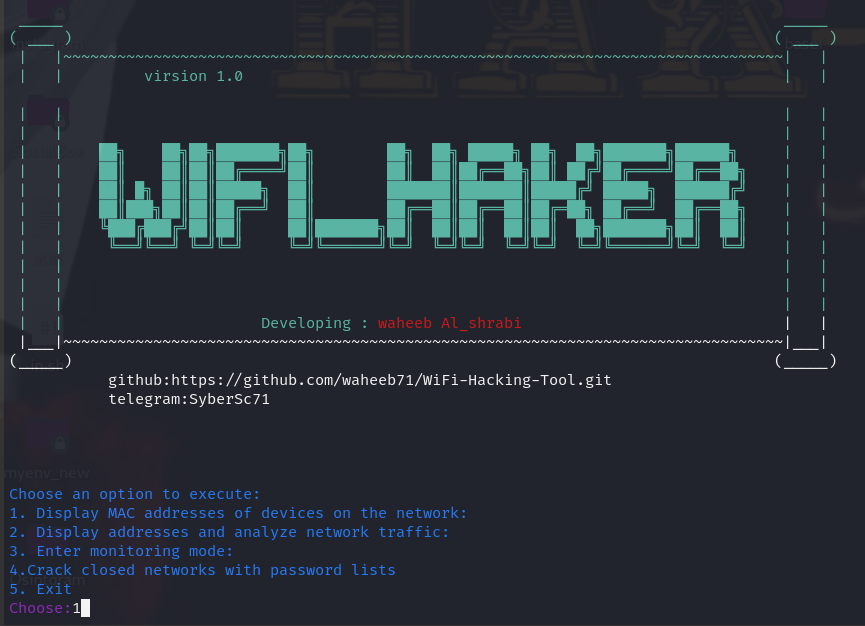 virsion 1.0
WIFI_HAKER
Developing : waheeb Al_shrabi
github:https://github.com/waheeb71/WiFi-Hacking-Tool.git
telegram:SyberSc71
myenv_new
Choose an option to execute:
1. Display MAC addresses of devices on the network:
2. Display addresses and analyze network traffic:
3. Enter monitoring mode:
4.Crack closed networks with password lists
5. Exit
Choose:1